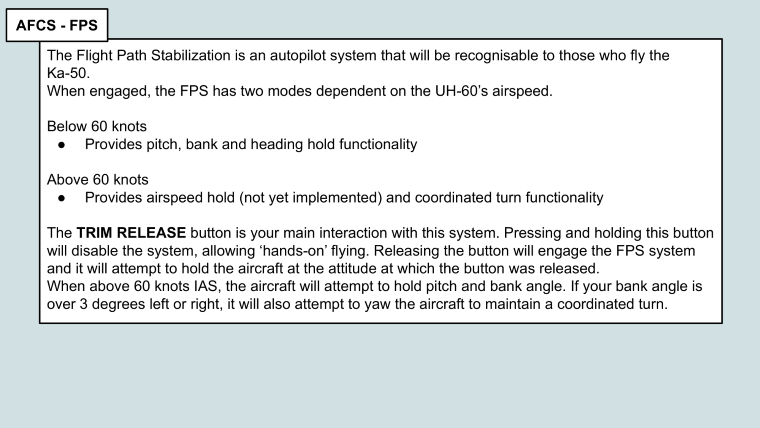 AFCS - FPS
The Flight Path Stabilization is an autopilot system that will be recognisable to those who fly the
Ka-50.
When engaged, the FPS has two modes dependent on the UH-60's airspeed.
Below 60 knots
● Provides pitch, bank and heading hold functionality
Above 60 knots
● Provides airspeed hold (not yet implemented) and coordinated turn functionality
The TRIM RELEASE button is your main interaction with this system. Pressing and holding this button
will disable the system, allowing ‘hands-on’ flying. Releasing the button will engage the FPS system
and it will attempt to hold the aircraft at the attitude at which the button was released.
When above 60 knots IAS, the aircraft will attempt to hold pitch and bank angle. If your bank angle is
over 3 degrees left or right, it will also attempt to yaw the aircraft to maintain a coordinated turn.